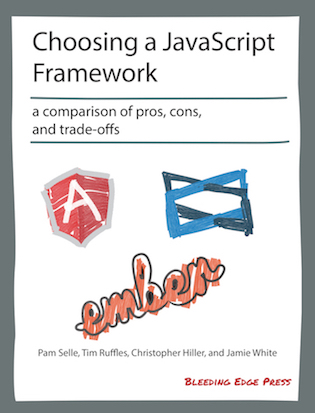 Choosing a JavaScript
Framework
a comparison of pros, cons,
and trade-offs
A
ember
Pam Selle, Tim Ruffles, Christopher Hiller, and Jamie White
BLEEDING EDGE PRESS